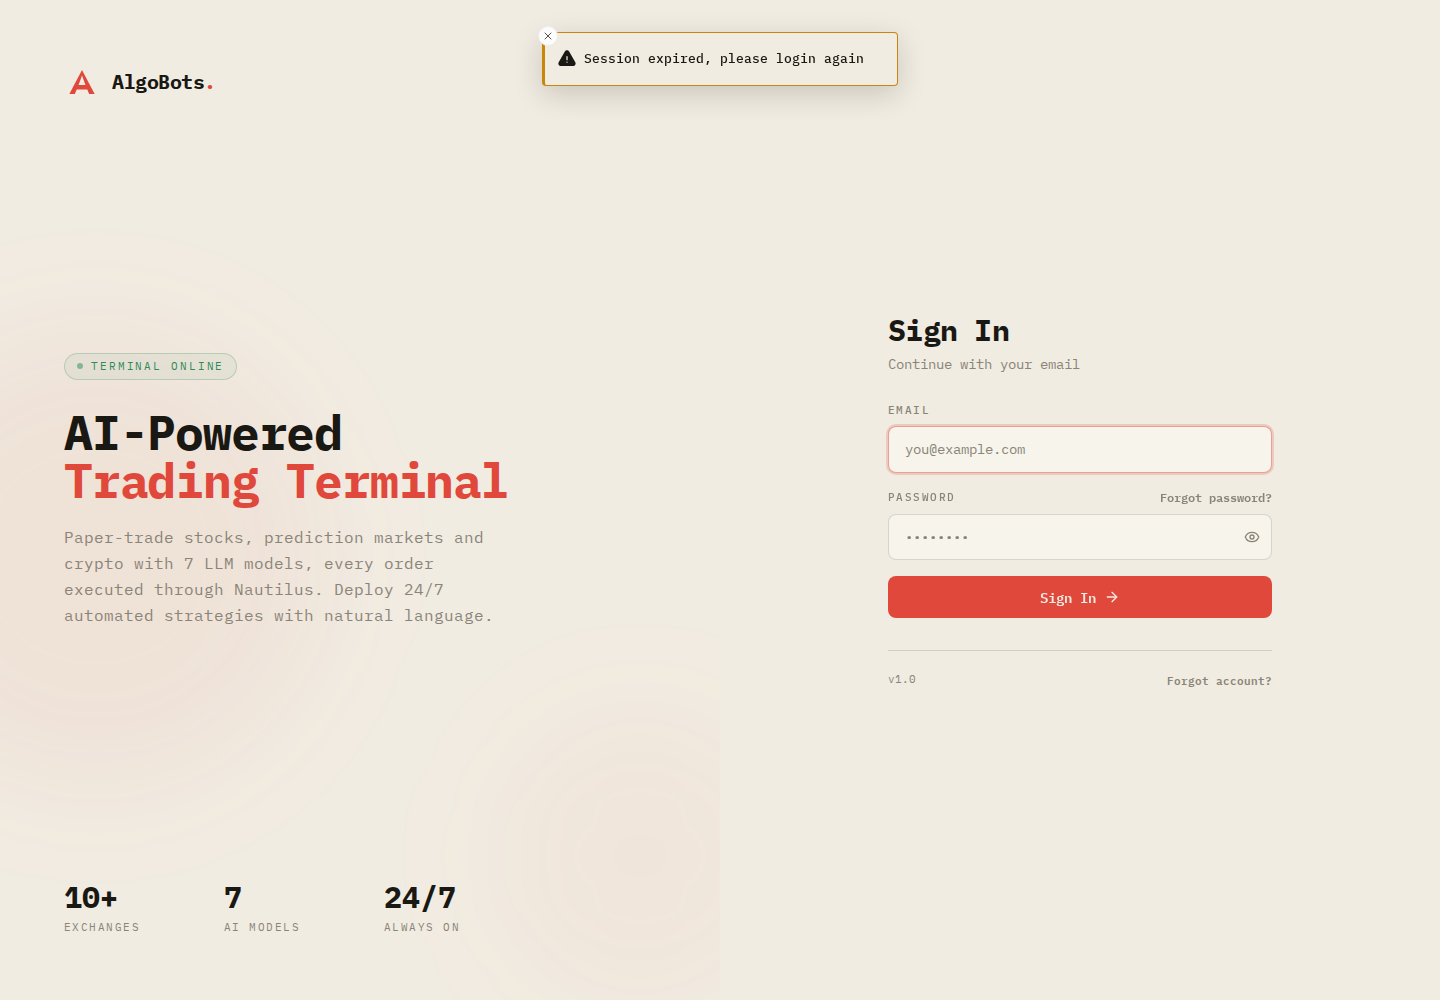 Session expired, please login again
AlgoBots.
TERMINAL ONLINE
AI-Powered
Trading Terminal
Paper-trade stocks, prediction markets and
crypto with 7 LLM models, every order
executed through Nautilus. Deploy 24/7
automated strategies with natural language.
10+
EXCHANGES
7
AI MODELS
24/7
ALWAYS ON
Sign In
Continue with your email
EMAIL
you@example.com
PASSWORD
Forgot password?
••••••••
Sign In →
v1.0
Forgot account?